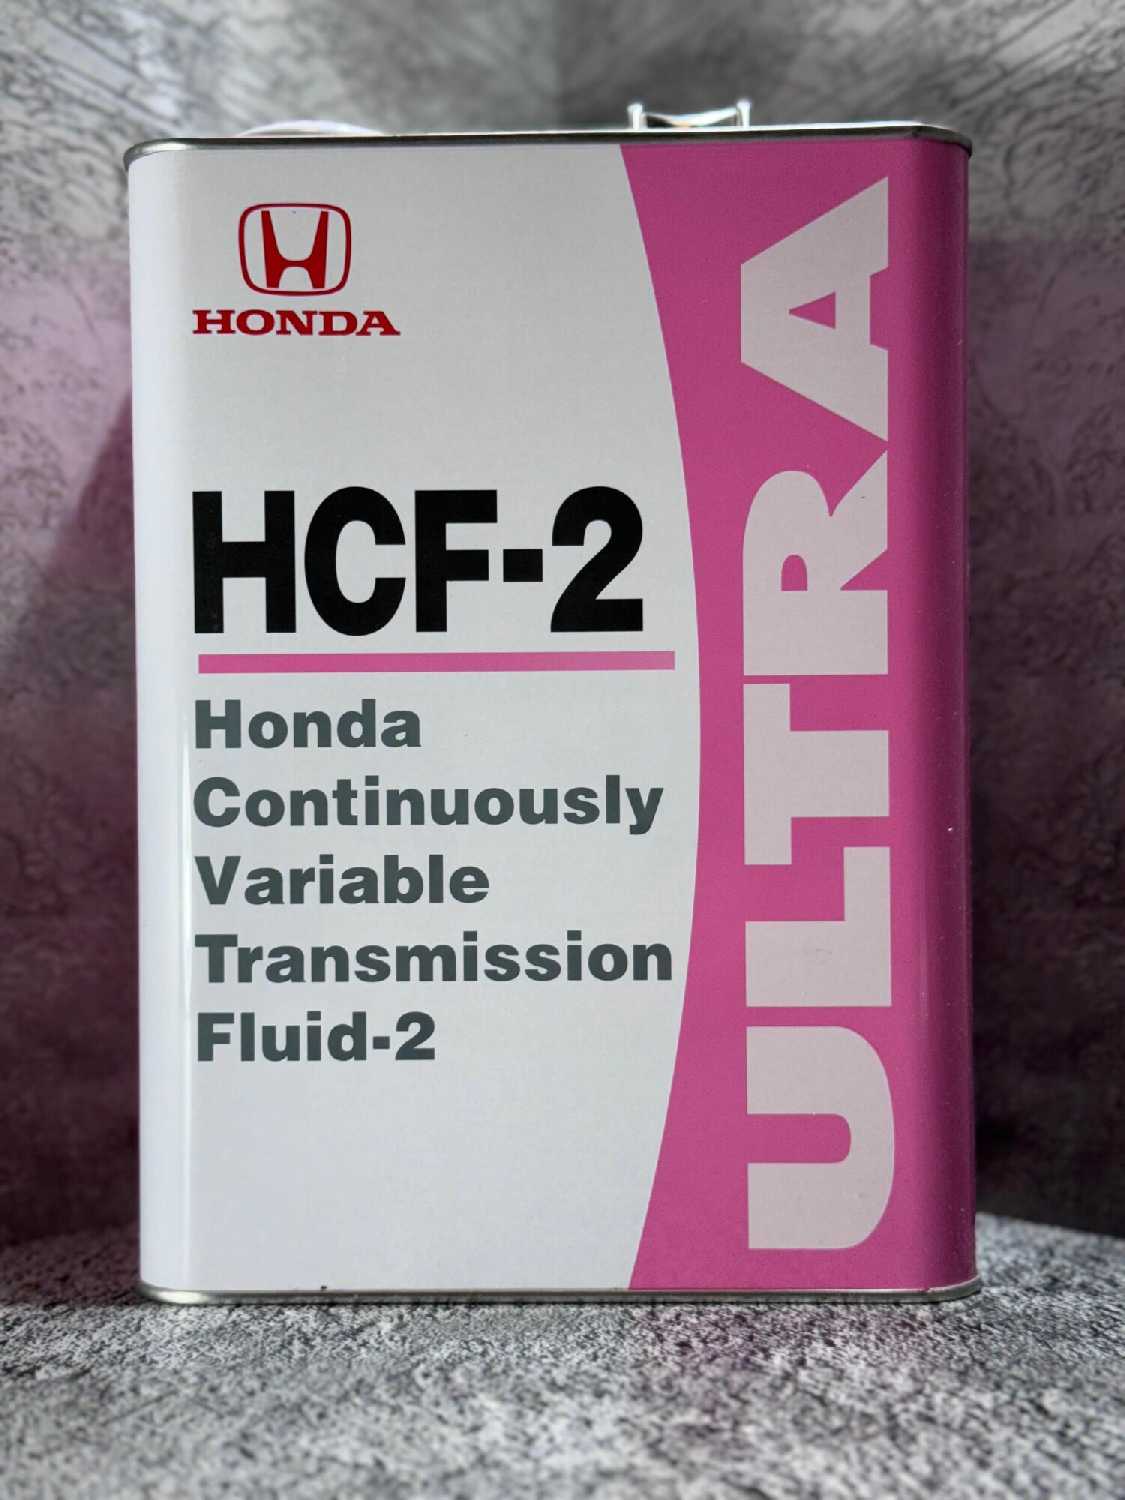 HONDA
HCF-2
Honda
Continuously
Variable
Transmission
Fluid-2
ULTRA